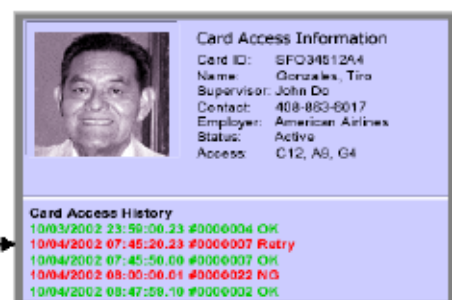 Card Access Information
Card ID: SFO34512A4
Name: Gonzales, Tiro
Supervisor: John Do
Contact: 408-863-6017
Employer: American Airlines
Status: Active
Access: C12, A9, G4
Card Access History
10/03/2002 23:59:00.23 #0000004 OK
10/04/2002 07:45:20.23 #0000007 Retry
10/04/2002 07:45:50.00 #0000007 OK
10/04/2002 08:00:00.01 #0000022 NG
10/04/2002 08:47:59.10 #0000002 OK